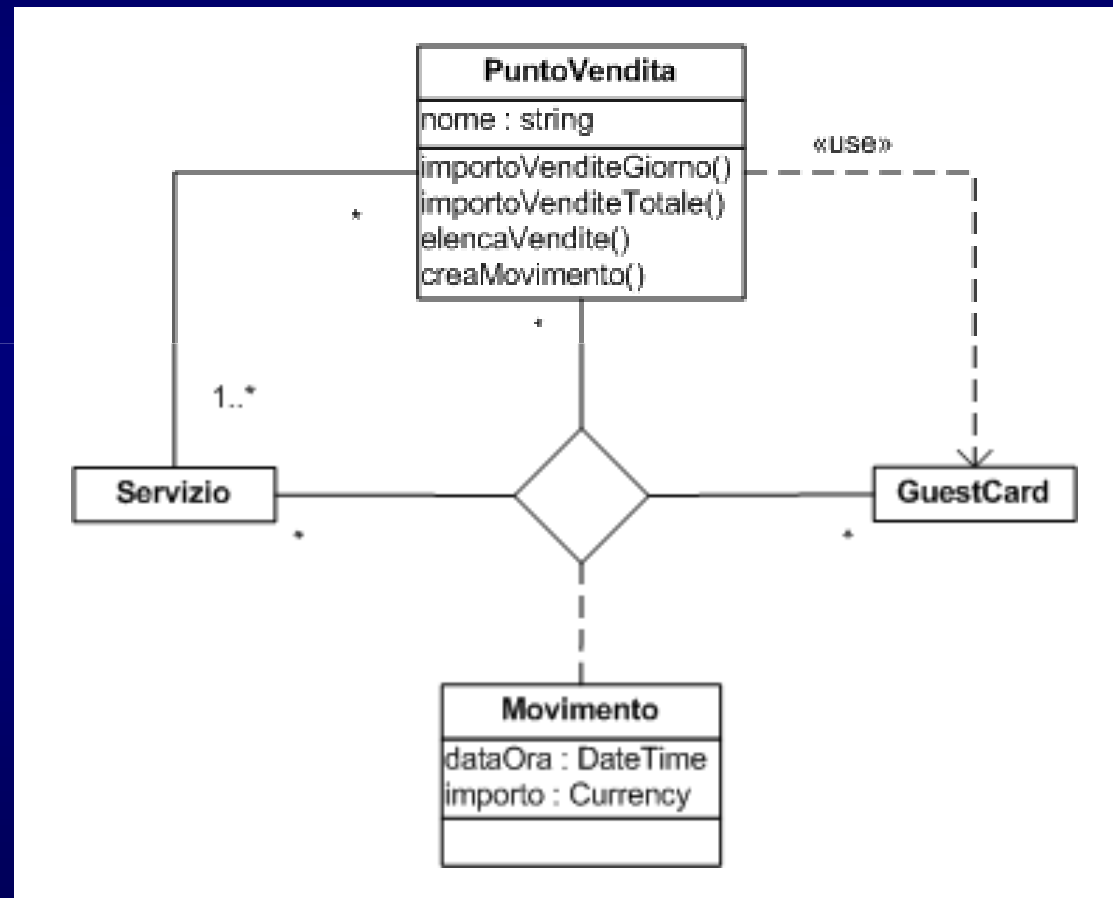 PuntoVendita
nome : string
«use»
importoVenditeGiorno()
importoVenditeTotale()
elencaVendite()
creaMovimento()
*
*
1..*
Servizio
GuestCard
*
*
Movimento
dataOra : DateTime
importo : Currency